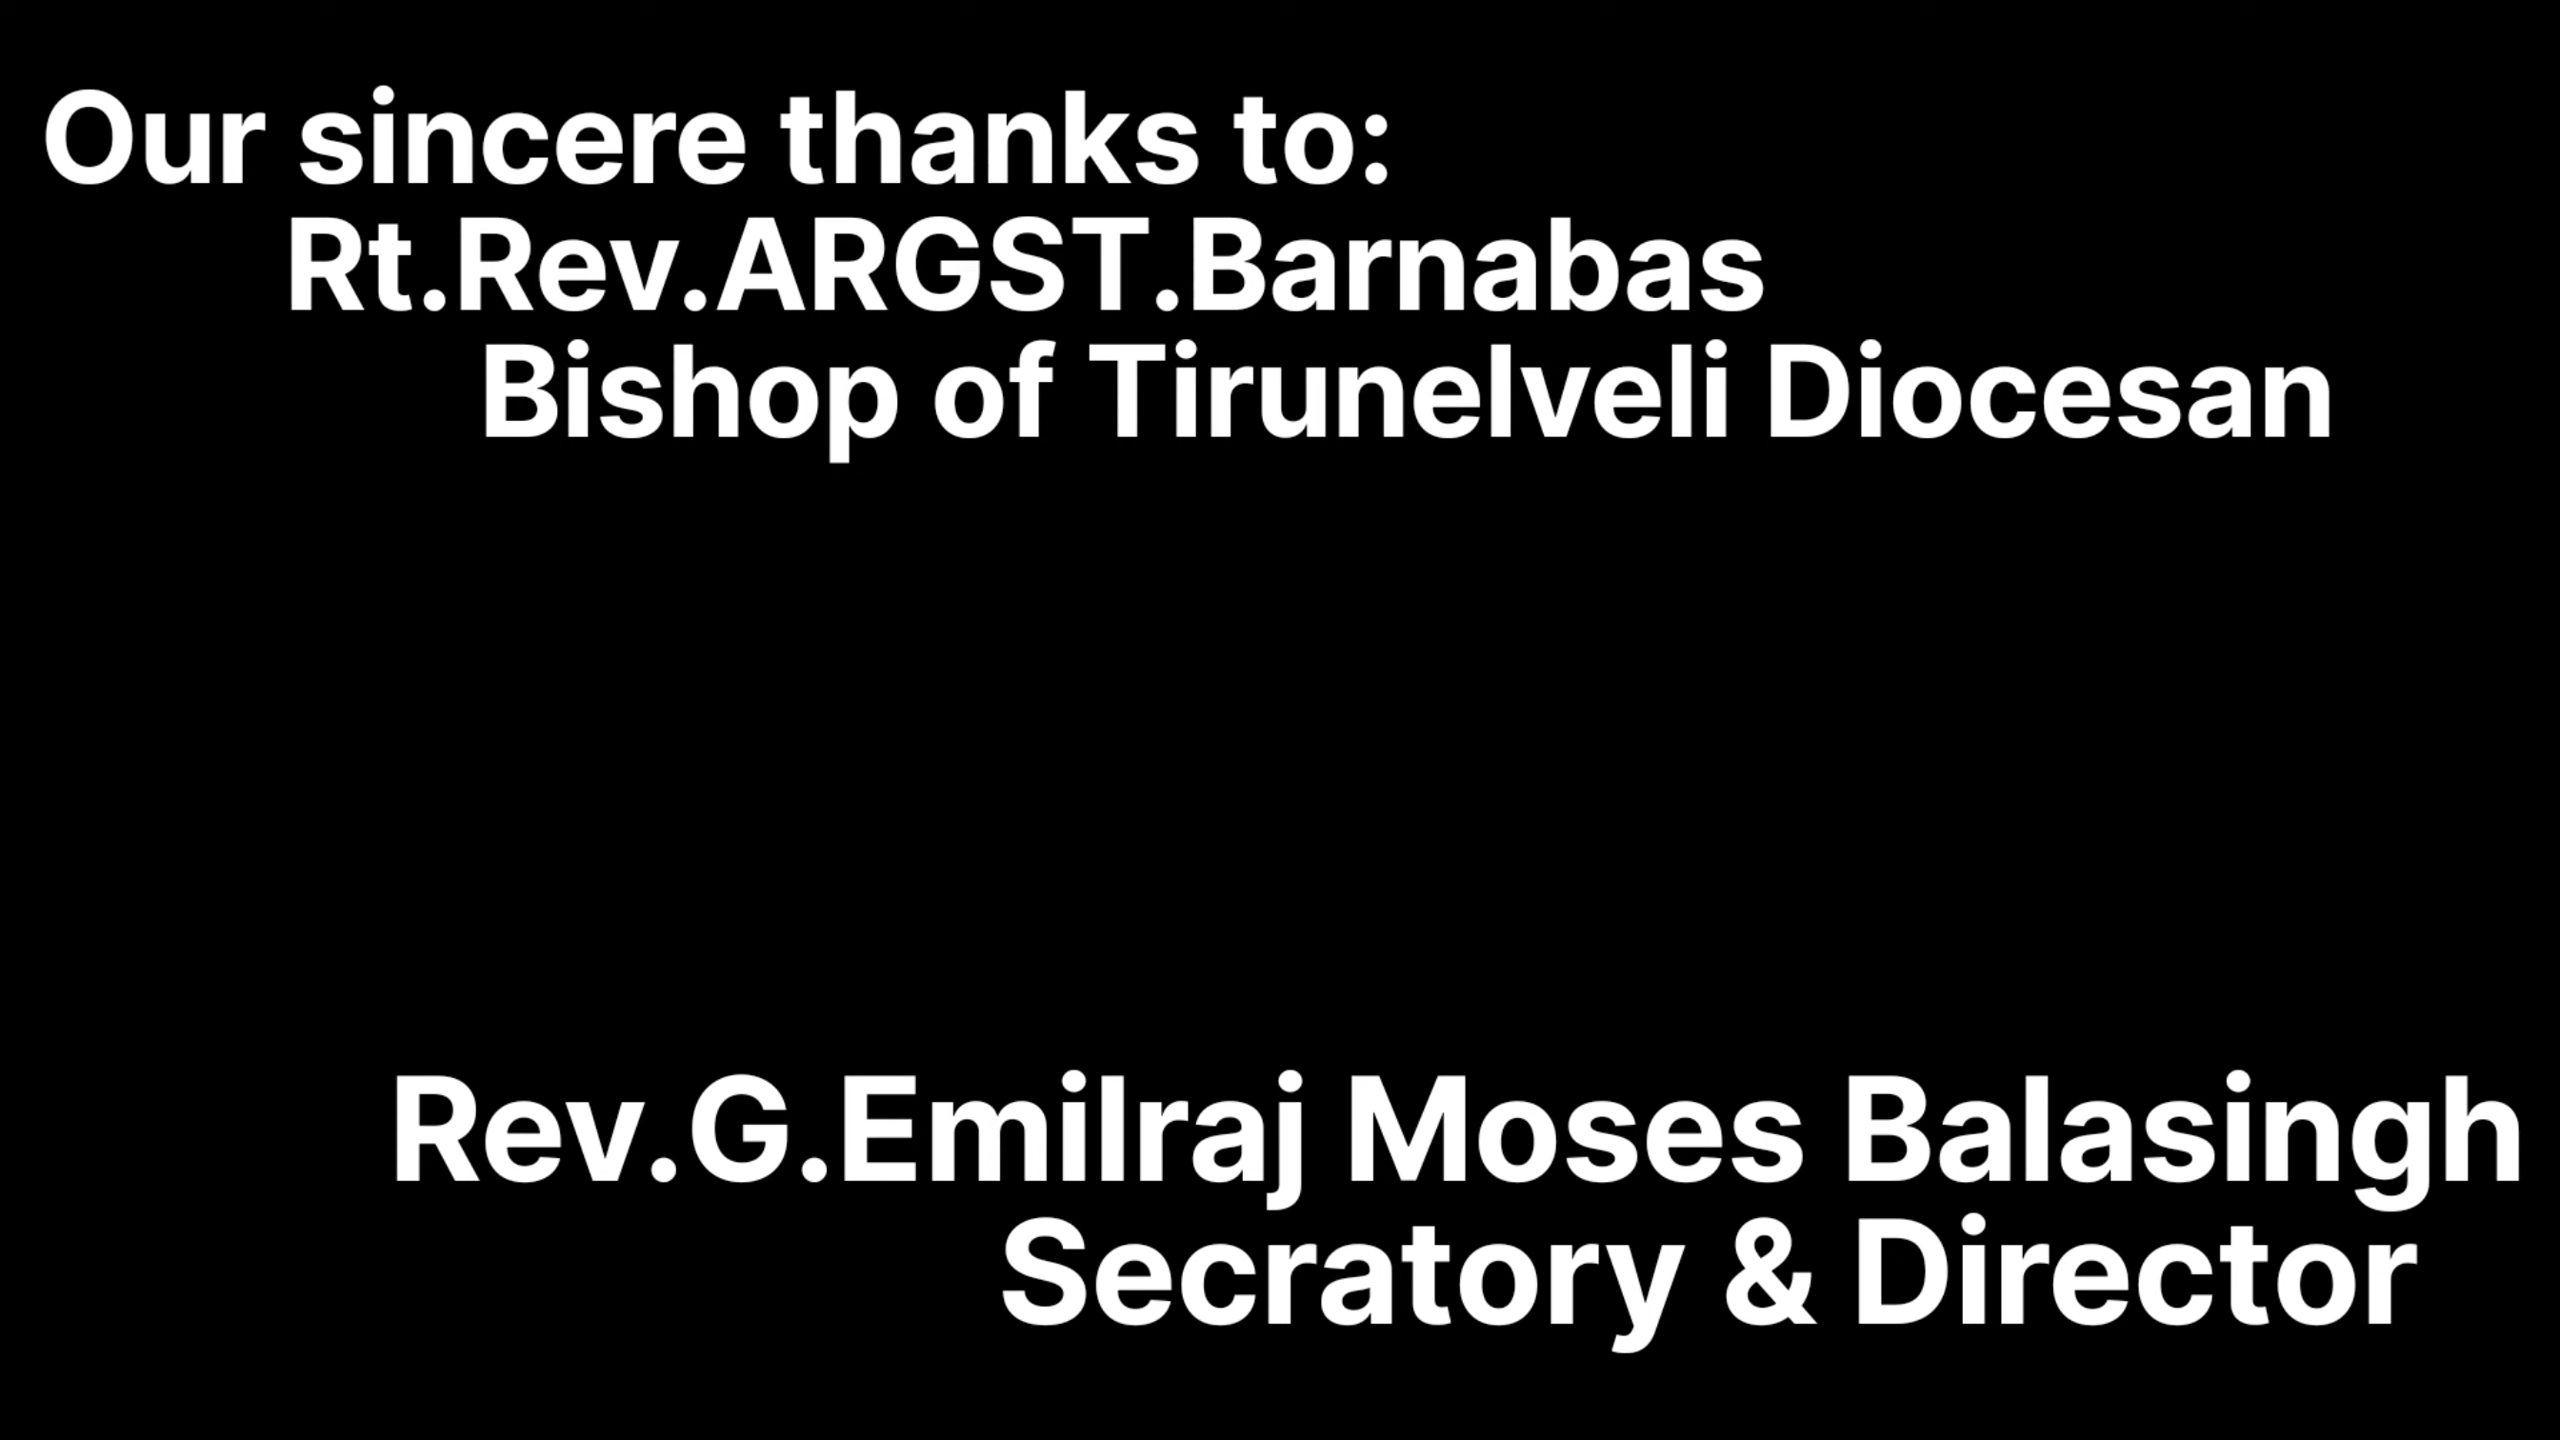 Our sincere thanks to:
Rt.Rev.ARGST.Barnabas
Bishop of Tirunelveli Diocesan
Rev.G.Emilraj Moses Balasingh
Secratory & Director